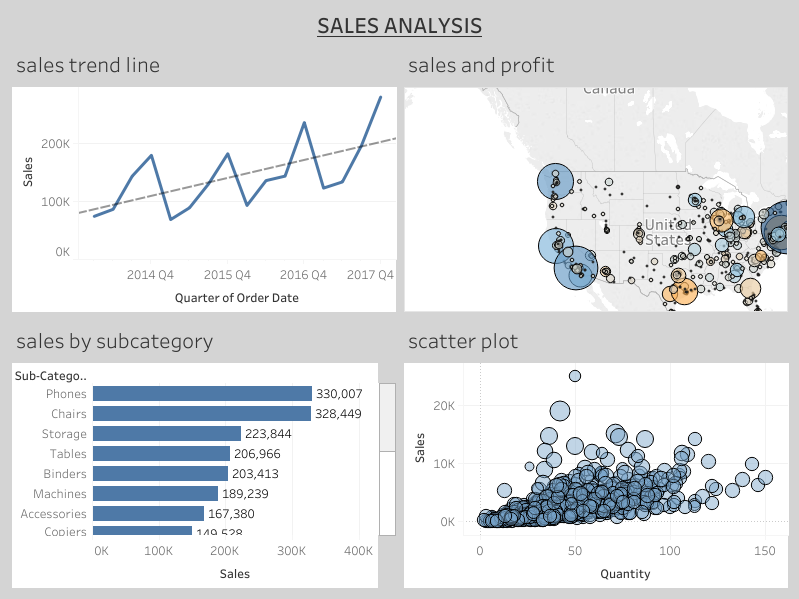 SALES ANALYSIS
sales trend line
Sales
200K
100K
0K
2014 Q4 2015 Q4 2016 Q4 2017 Q4
Quarter of Order Date
sales and profit
Canada
United
States
sales by subcategory
Sub-Catego..
Phones 330,007
Chairs 328,449
Storage 223,844
Tables 206,966
Binders 203,413
Machines 189,239
Accessories 167,380
Copiers 149,528
0K 100K 200K 300K 400K
Sales
scatter plot
Sales
20K
10K
0K
0 50 100 150
Quantity